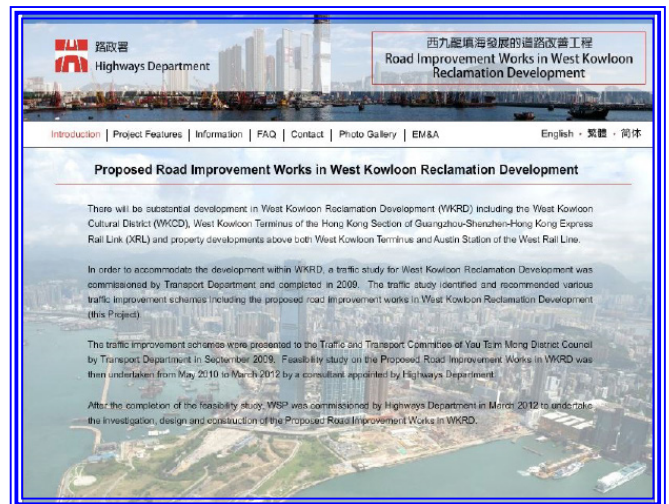 路政署
Highways Department
西九龍填海發展的道路改善工程
Road Improvement Works in West Kowloon
Reclamation Development
Introduction | Project Features | Information | FAQ | Contact | Photo Gallery | EM&A
English · 繁體 · 简体
Proposed Road Improvement Works in West Kowloon Reclamation Development
There will be substantial development in West Kowloon Reclamation Development (WKRD) including the West Kowloon
Cultural District (WKCD), West Kowloon Terminus of the Hong Kong Section of Guangzhou-Shenzhen-Hong Kong Express
Rail Link (XRL) and property developments above both West Kowloon Terminus and Austin Station of the West Rail Line.
In order to accommodate the development within WKRD, a traffic study for West Kowloon Reclamation Development was
commissioned by Transport Department and completed in 2009. The traffic study identified and recommended various
traffic improvement schemes including the proposed road improvement works in West Kowloon Reclamation Development
(this Project).
The traffic improvement schemes were presented to the Traffic and Transport Committee of Yau Tsim Mong District Council
by Transport Department in September 2009. Feasibility study on the Proposed Road Improvement Works in WKRD was
then undertaken from May 2010 to March 2012 by a consultant appointed by Highways Department.
After the completion of the feasibility study, WSP was commissioned by Highways Department in March 2012 to undertake
the investigation, design and construction of the Proposed Road Improvement Works in WKRD.